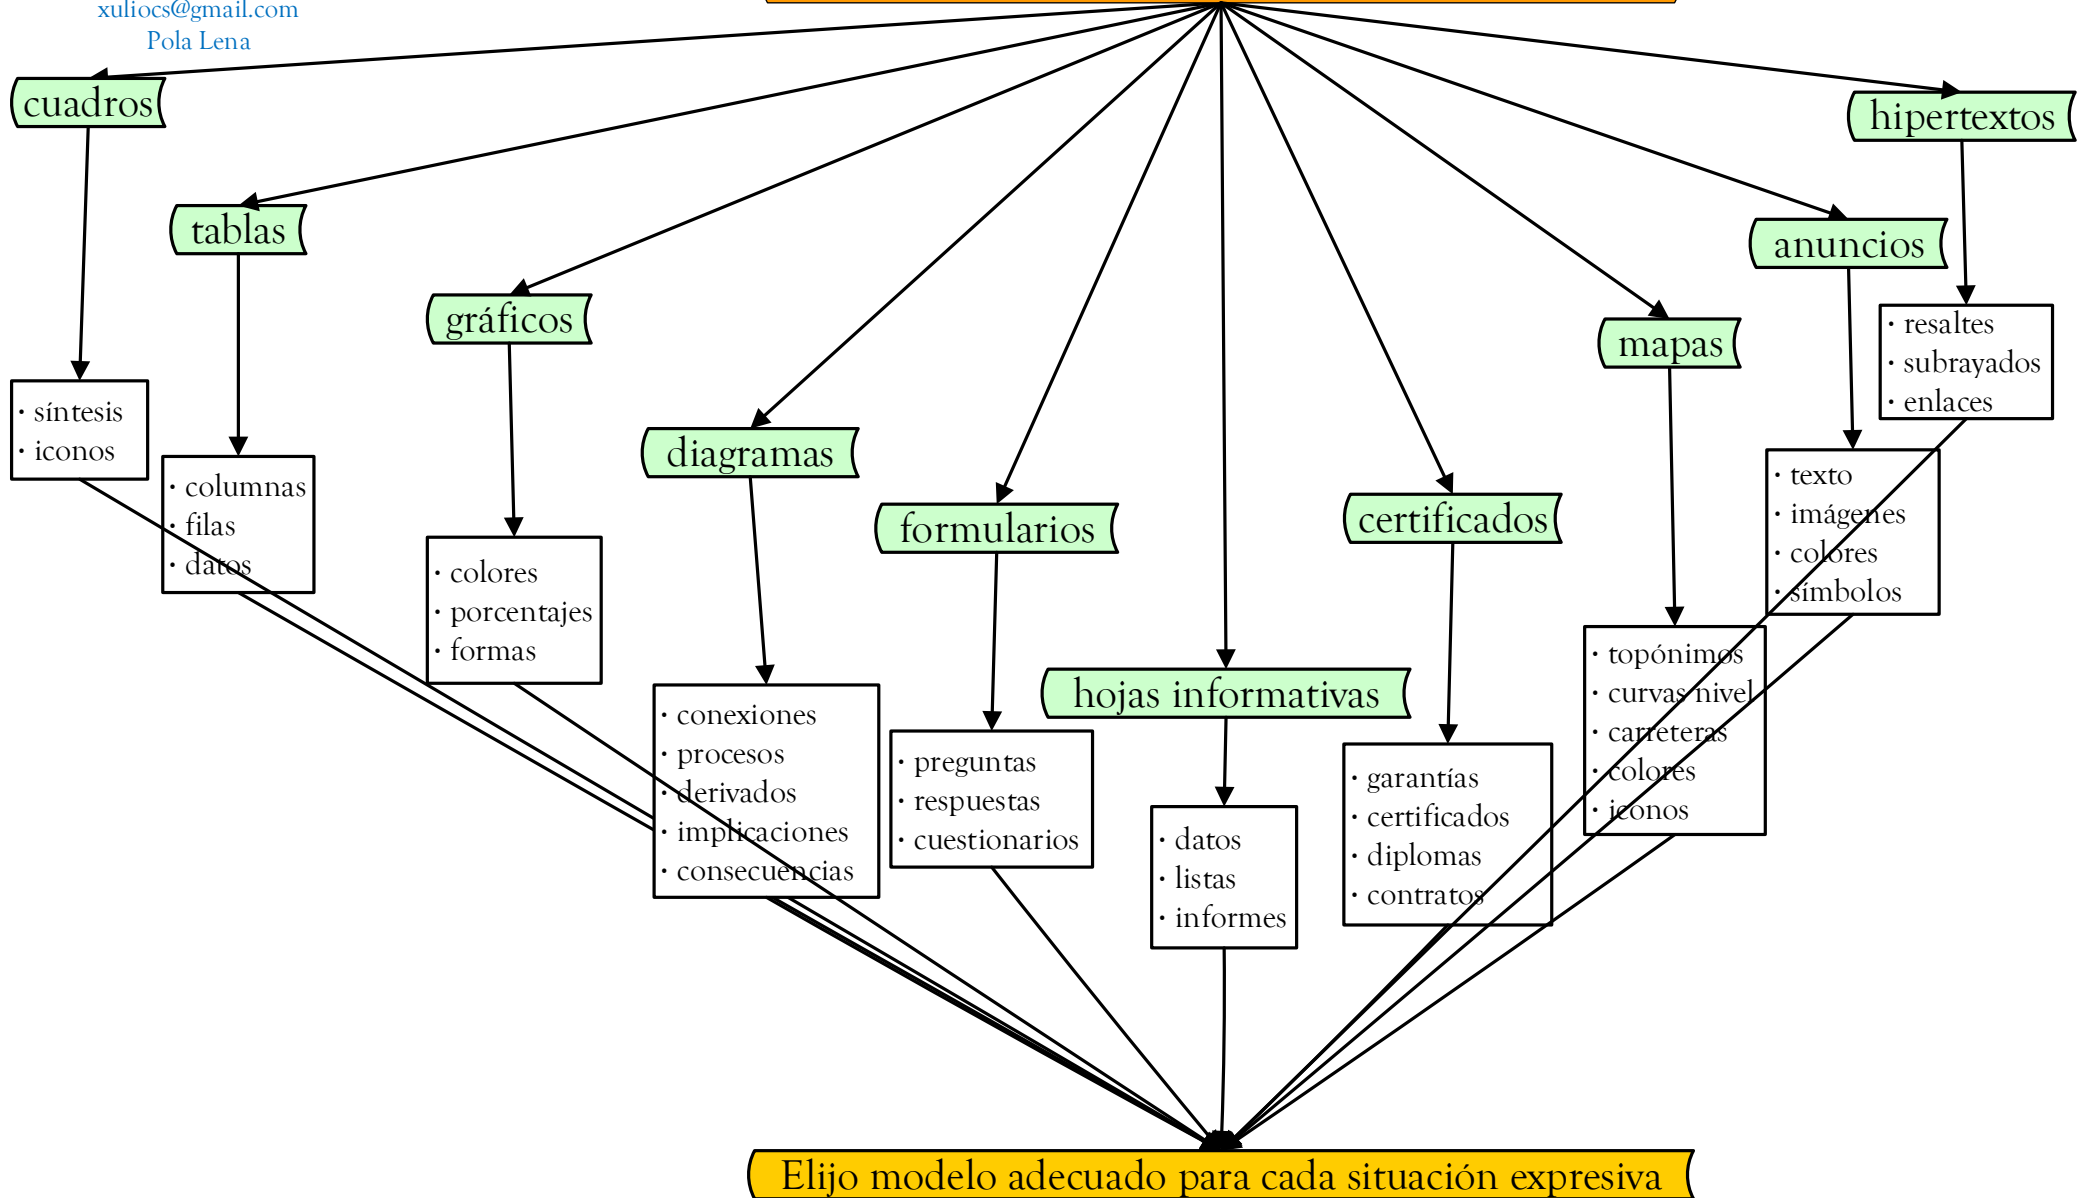 xuliocs@gmail.com
Pola Lena
cuadros
hipertextos
tablas
anuncios
gráficos
mapas
diagramas
formularios
certificados
hojas informativas
· síntesis
· iconos
· columnas
· filas
· datos
· colores
· porcentajes
· formas
· conexiones
· procesos
· derivados
· implicaciones
· consecuencias
· preguntas
· respuestas
· cuestionarios
· datos
· listas
· informes
· garantías
· certificados
· diplomas
· contratos
· topónimos
· curvas nivel
· carreteras
· colores
· iconos
· texto
· imágenes
· colores
· símbolos
· resaltes
· subrayados
· enlaces
Elijo modelo adecuado para cada situación expresiva